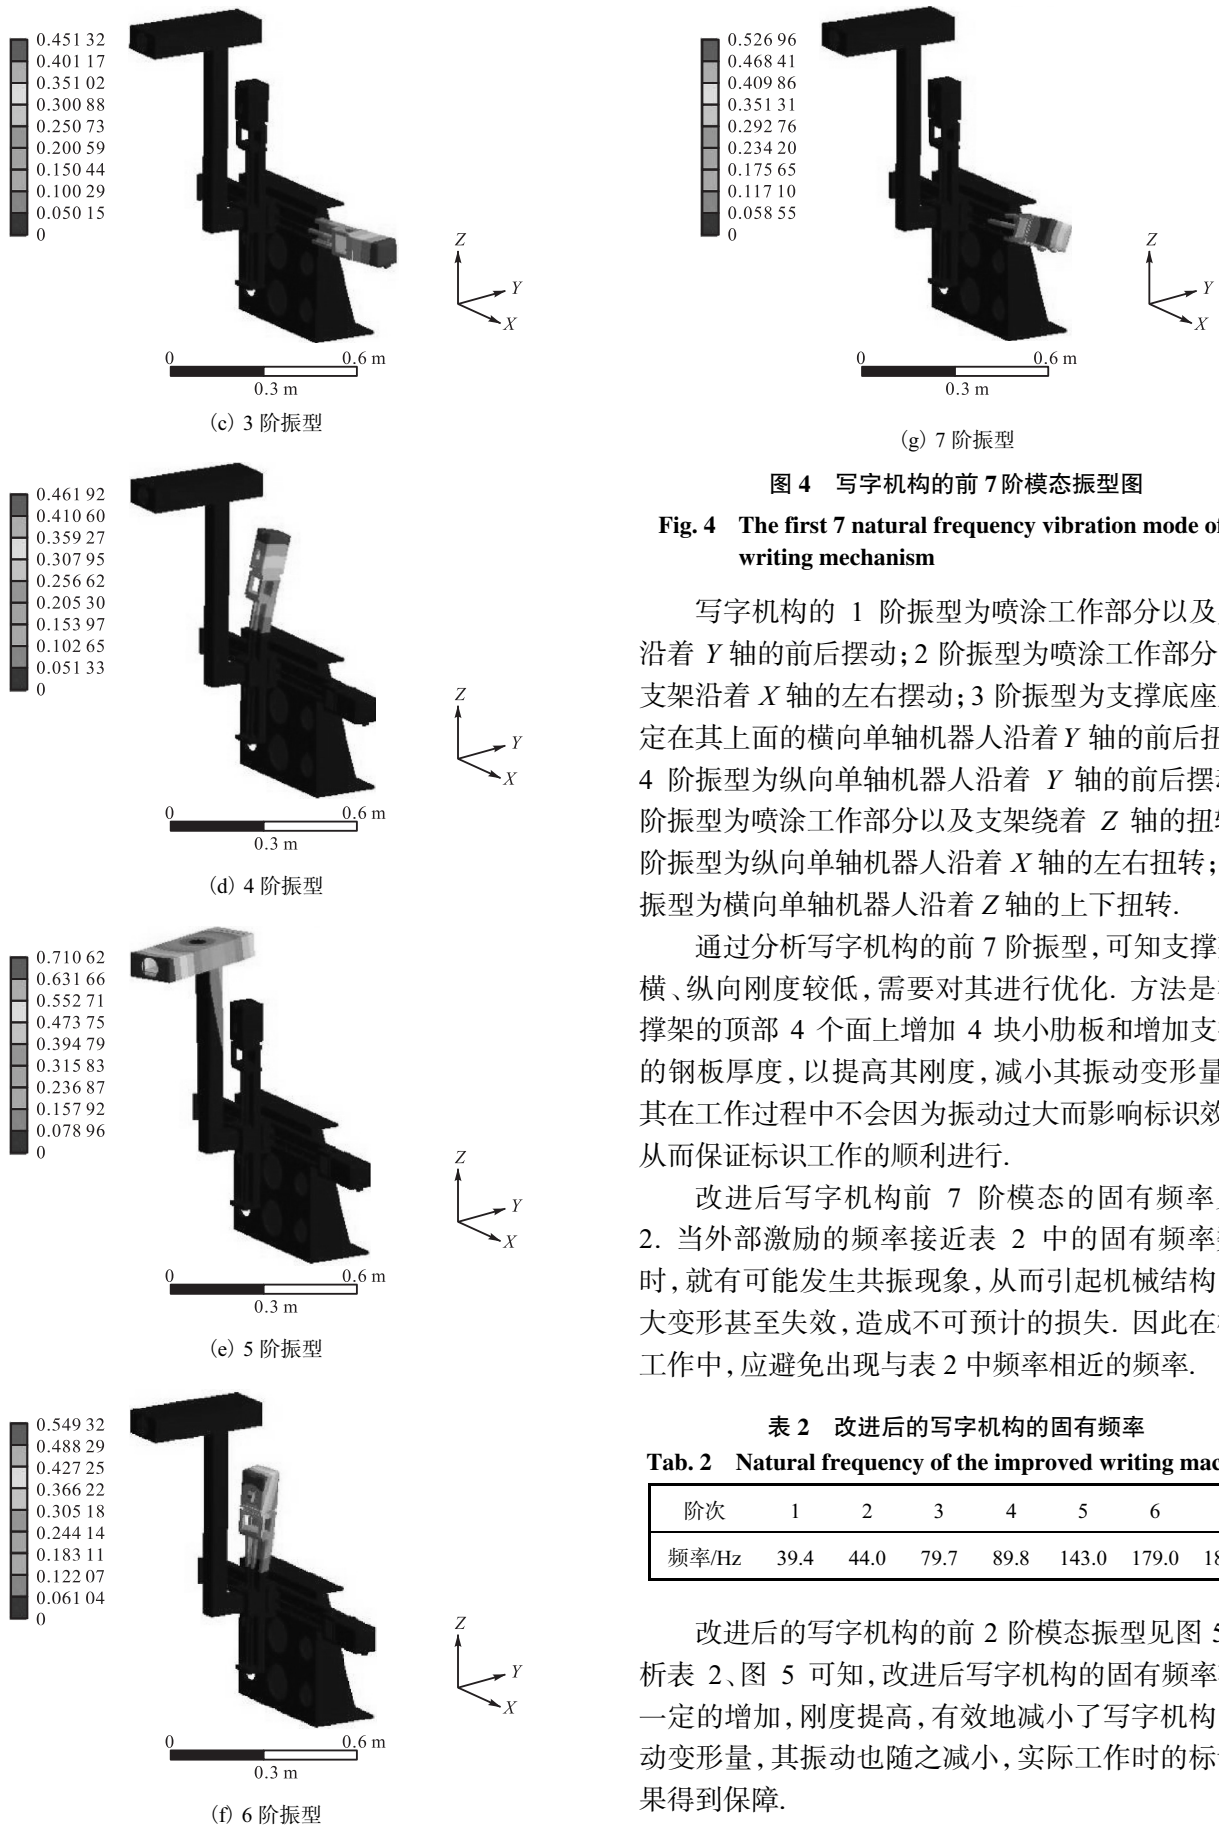 0.451 32
0.401 17
0.351 02
0.300 88
0.250 73
0.200 59
0.150 44
0.100 29
0.050 15
0
Z
Y
X
0
0.6 m
0.3 m
(c) 3 阶振型
0.461 92
0.410 60
0.359 27
0.307 95
0.256 62
0.205 30
0.153 97
0.102 65
0.051 33
0
Z
Y
X
0
0.6 m
0.3 m
(d) 4 阶振型
0.710 62
0.631 66
0.552 71
0.473 75
0.394 79
0.315 83
0.236 87
0.157 92
0.078 96
0
Z
Y
X
0
0.6 m
0.3 m
(e) 5 阶振型
0.549 32
0.488 29
0.427 25
0.366 22
0.305 18
0.244 14
0.183 11
0.122 07
0.061 04
0
Z
Y
X
0
0.6 m
0.3 m
(f) 6 阶振型
0.526 96
0.468 41
0.409 86
0.351 31
0.292 76
0.234 20
0.175 65
0.117 10
0.058 55
0
Z
Y
X
0
0.6 m
0.3 m
(g) 7 阶振型
图 4 写字机构的前 7 阶模态振型图
Fig. 4 The first 7 natural frequency vibration mode of
writing mechanism
写字机构的 1 阶振型为喷涂工作部分以及
沿着 Y 轴的前后摆动; 2 阶振型为喷涂工作部分
支架沿着 X 轴的左右摆动; 3 阶振型为支撑底座
定在其上面的横向单轴机器人沿着 Y 轴的前后扭
4 阶振型为纵向单轴机器人沿着 Y 轴的前后摆
阶振型为喷涂工作部分以及支架绕着 Z 轴的扭
阶振型为纵向单轴机器人沿着 X 轴的左右扭转;
振型为横向单轴机器人沿着 Z 轴的上下扭转.
通过分析写字机构的前 7 阶振型, 可知支撑
横、纵向刚度较低, 需要对其进行优化. 方法是
撑架的顶部 4 个面上增加 4 块小肋板和增加支
的钢板厚度, 以提高其刚度, 减小其振动变形量
其在工作过程中不会因为振动过大而影响标识效
从而保证标识工作的顺利进行.
改进后写字机构前 7 阶模态的固有频率
2. 当外部激励的频率接近表 2 中的固有频率
时, 就有可能发生共振现象, 从而引起机械结构
大变形甚至失效, 造成不可预计的损失. 因此在
工作中, 应避免出现与表 2 中频率相近的频率.
表 2 改进后的写字机构的固有频率
Tab. 2 Natural frequency of the improved writing mac
阶次 1 2 3 4 5 6
频率/Hz 39.4 44.0 79.7 89.8 143.0 179.0 18
改进后的写字机构的前 2 阶模态振型见图 5
析表 2、图 5 可知, 改进后写字机构的固有频率
一定的增加, 刚度提高, 有效地减小了写字机构
动变形量, 其振动也随之减小, 实际工作时的标
果得到保障.